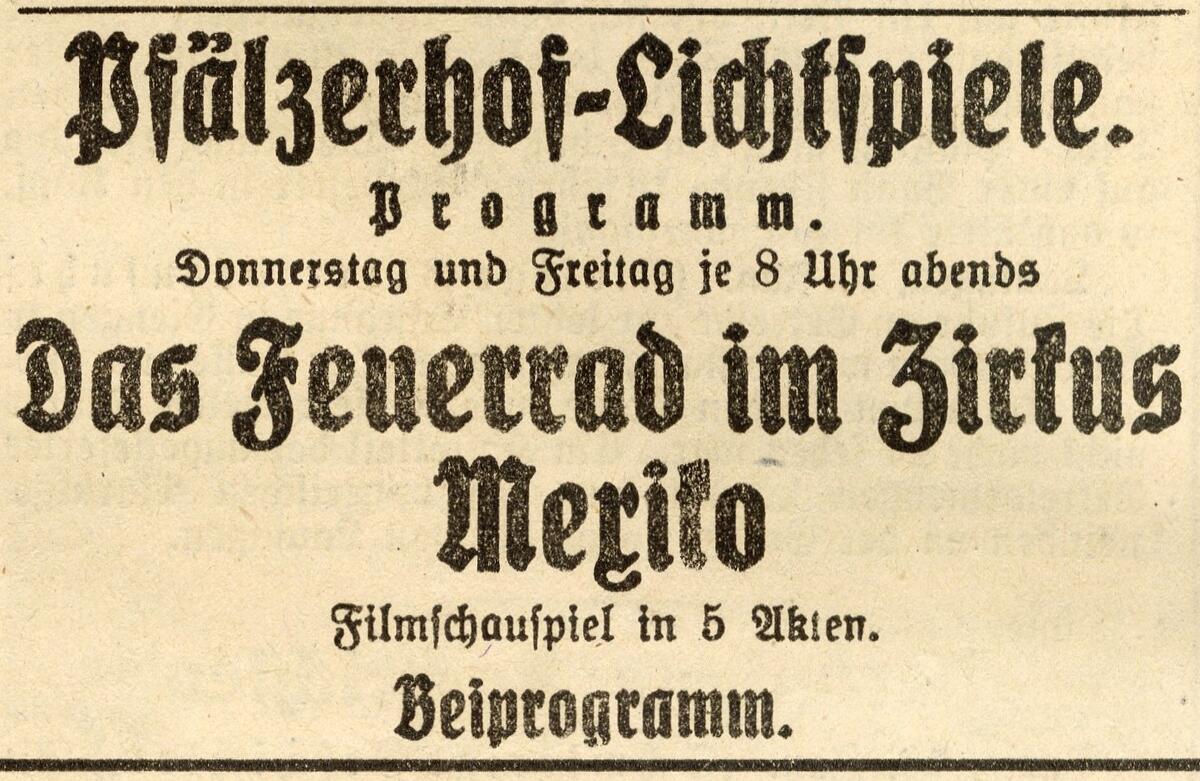 Pfälzerhof-Lichtspiele.
Programm.
Donnerstag und Freitag je 8 Uhr abends
Das Feuerrad im Zirkus
Mexiko
Filmschauspiel in 5 Akten.
Beiprogramm.